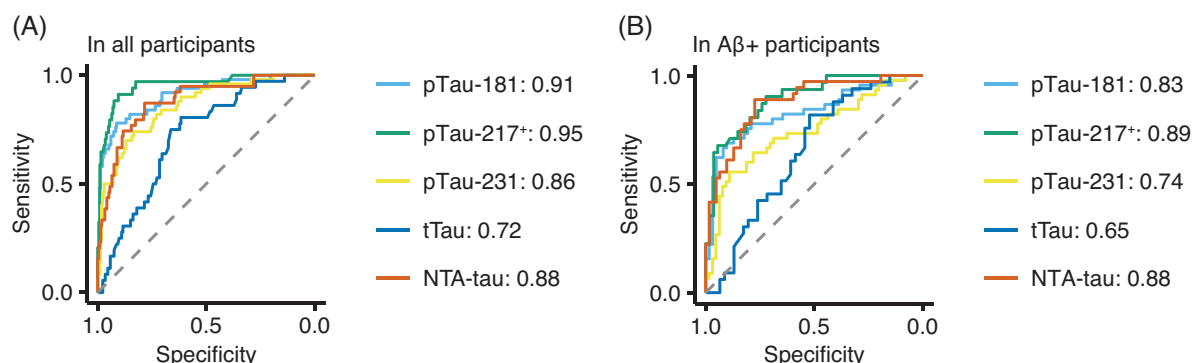 (A)
In all participants
1.0
0.5
0.0
Sensitivity
1.0 0.5 0.0
Specificity
pTau-181: 0.91
pTau-217⁺: 0.95
pTau-231: 0.86
tTau: 0.72
NTA-tau: 0.88
(B)
In Aβ+ participants
1.0
0.5
0.0
Sensitivity
1.0 0.5 0.0
Specificity
pTau-181: 0.83
pTau-217⁺: 0.89
pTau-231: 0.74
tTau: 0.65
NTA-tau: 0.88